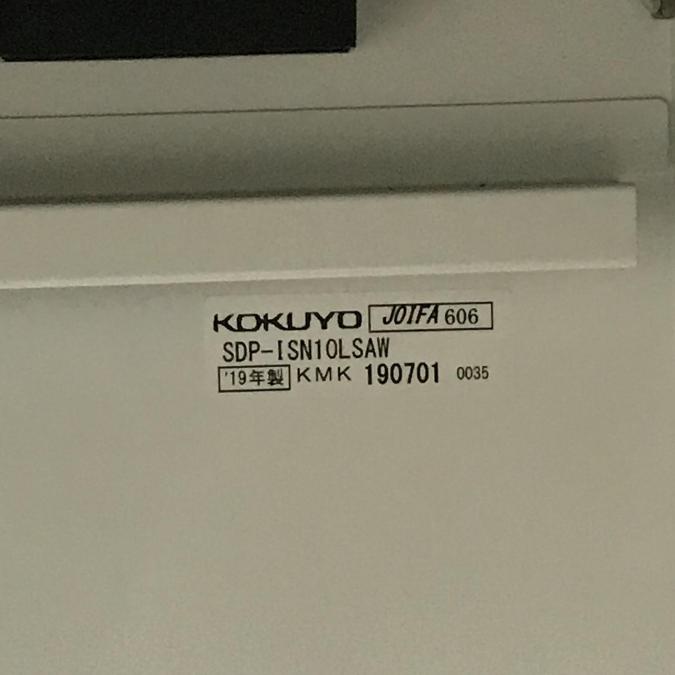 KOKUYO JOIFA 606
SDP-ISN10LSAW
'19年製 KMK 190701 0035